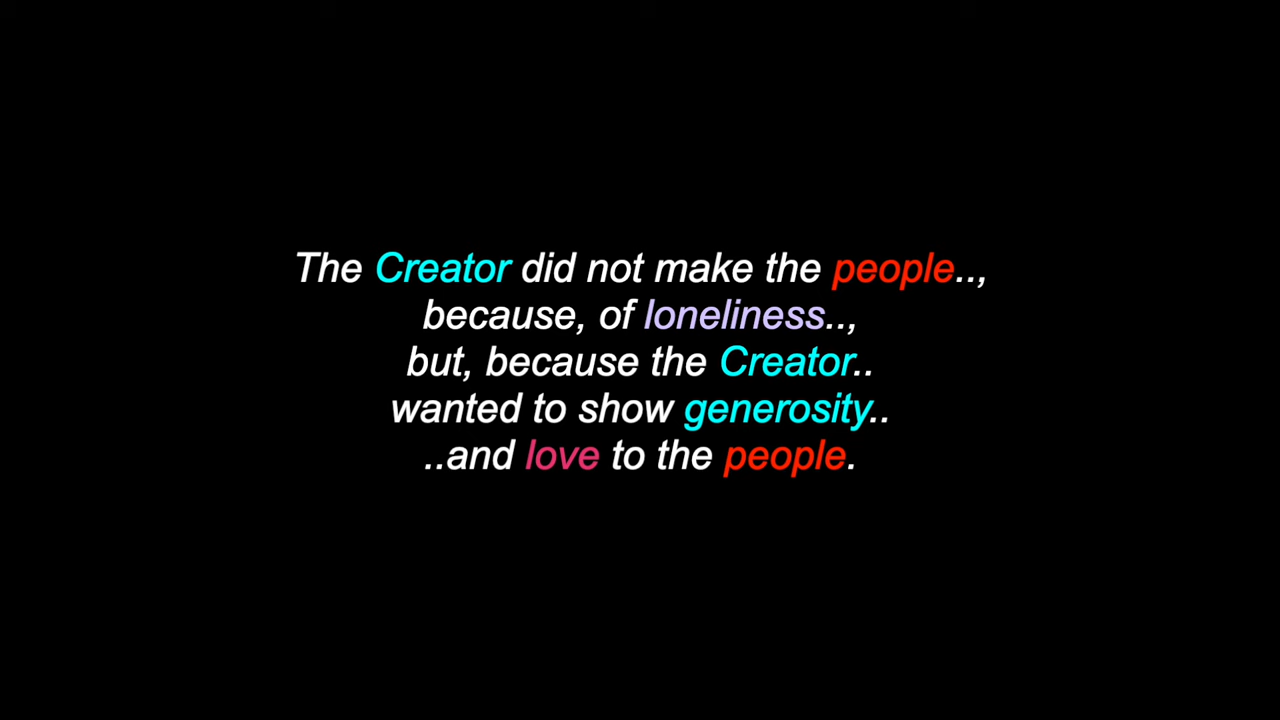 The Creator did not make the people..,
because, of loneliness..,
but, because the Creator..
wanted to show generosity..
..and love to the people.